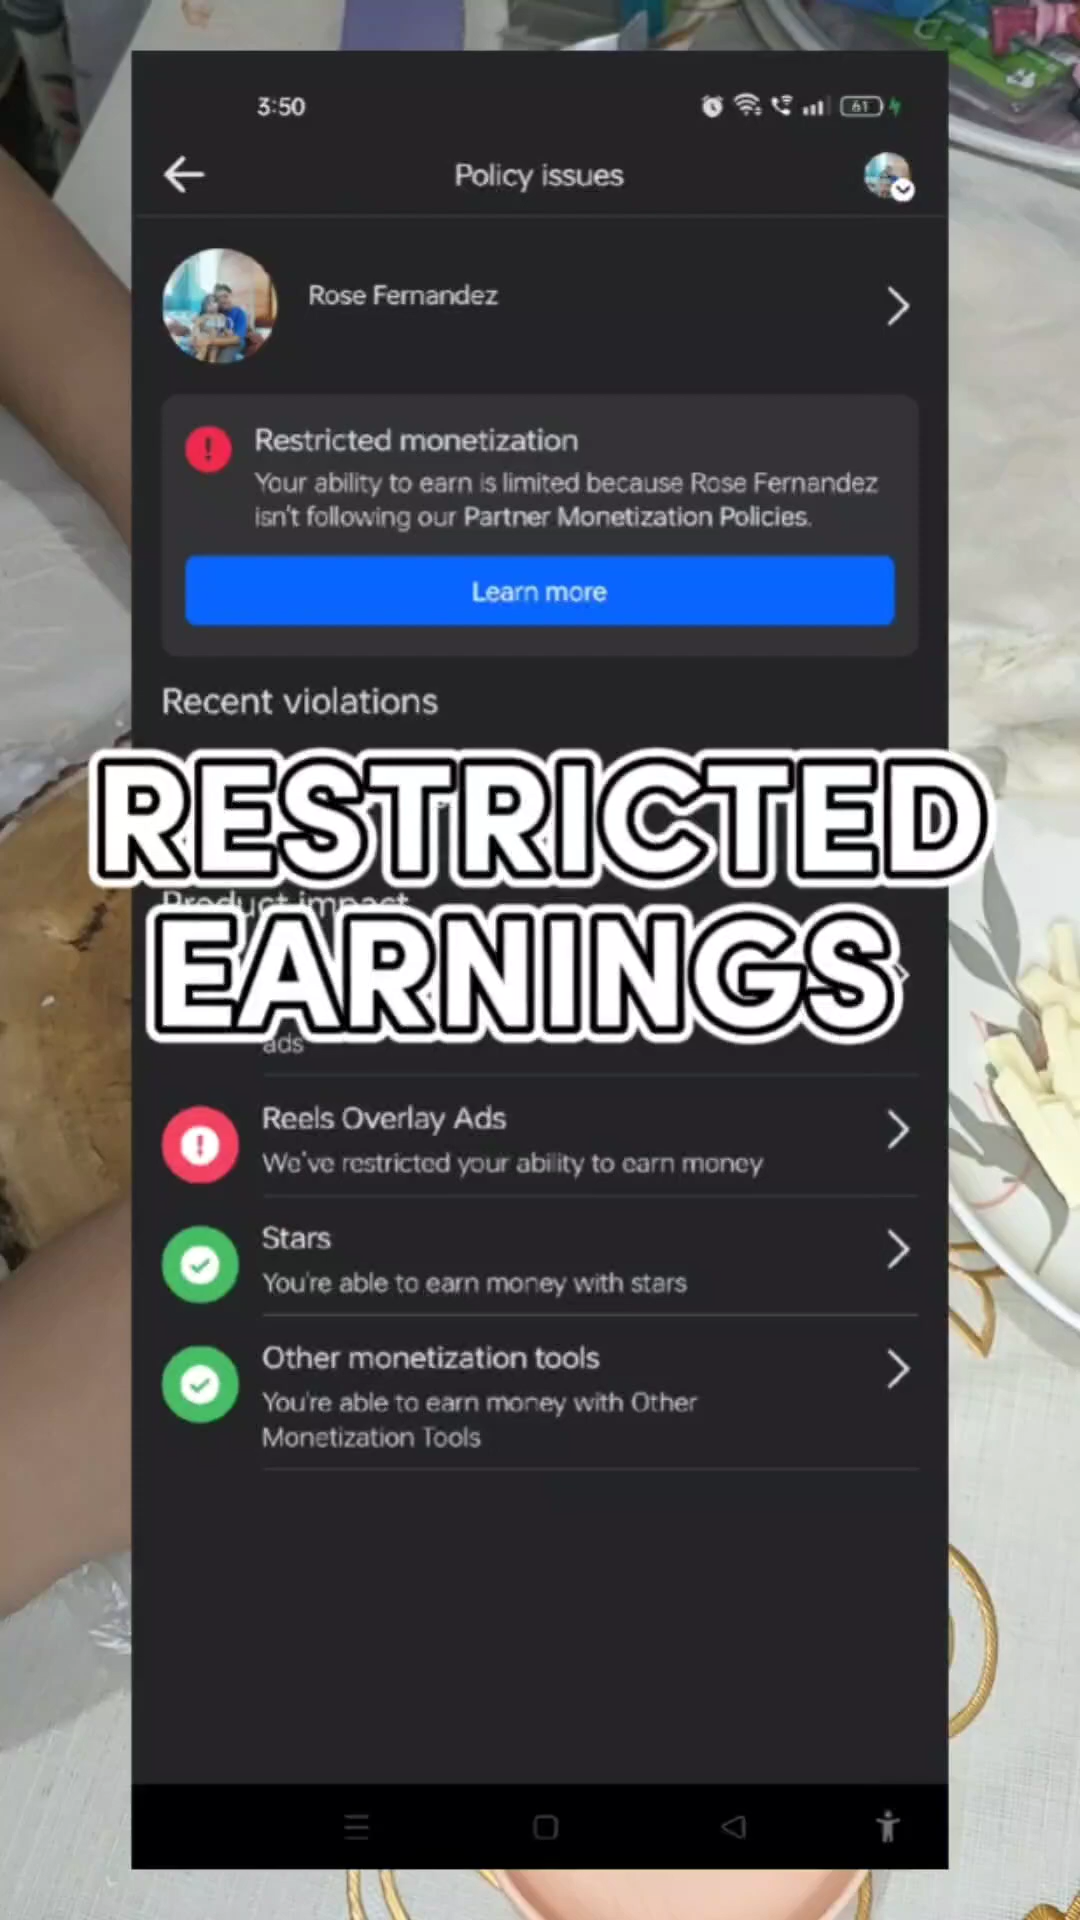 3:50
61
Policy issues
Rose Fernandez
Restricted monetization
Your ability to earn is limited because Rose Fernandez
isn't following our Partner Monetization Policies.
Learn more
Recent violations
RESTRICTED
Product impact
EARNINGS
ads
Reels Overlay Ads
We've restricted your ability to earn money
Stars
You're able to earn money with stars
Other monetization tools
You're able to earn money with Other
Monetization Tools